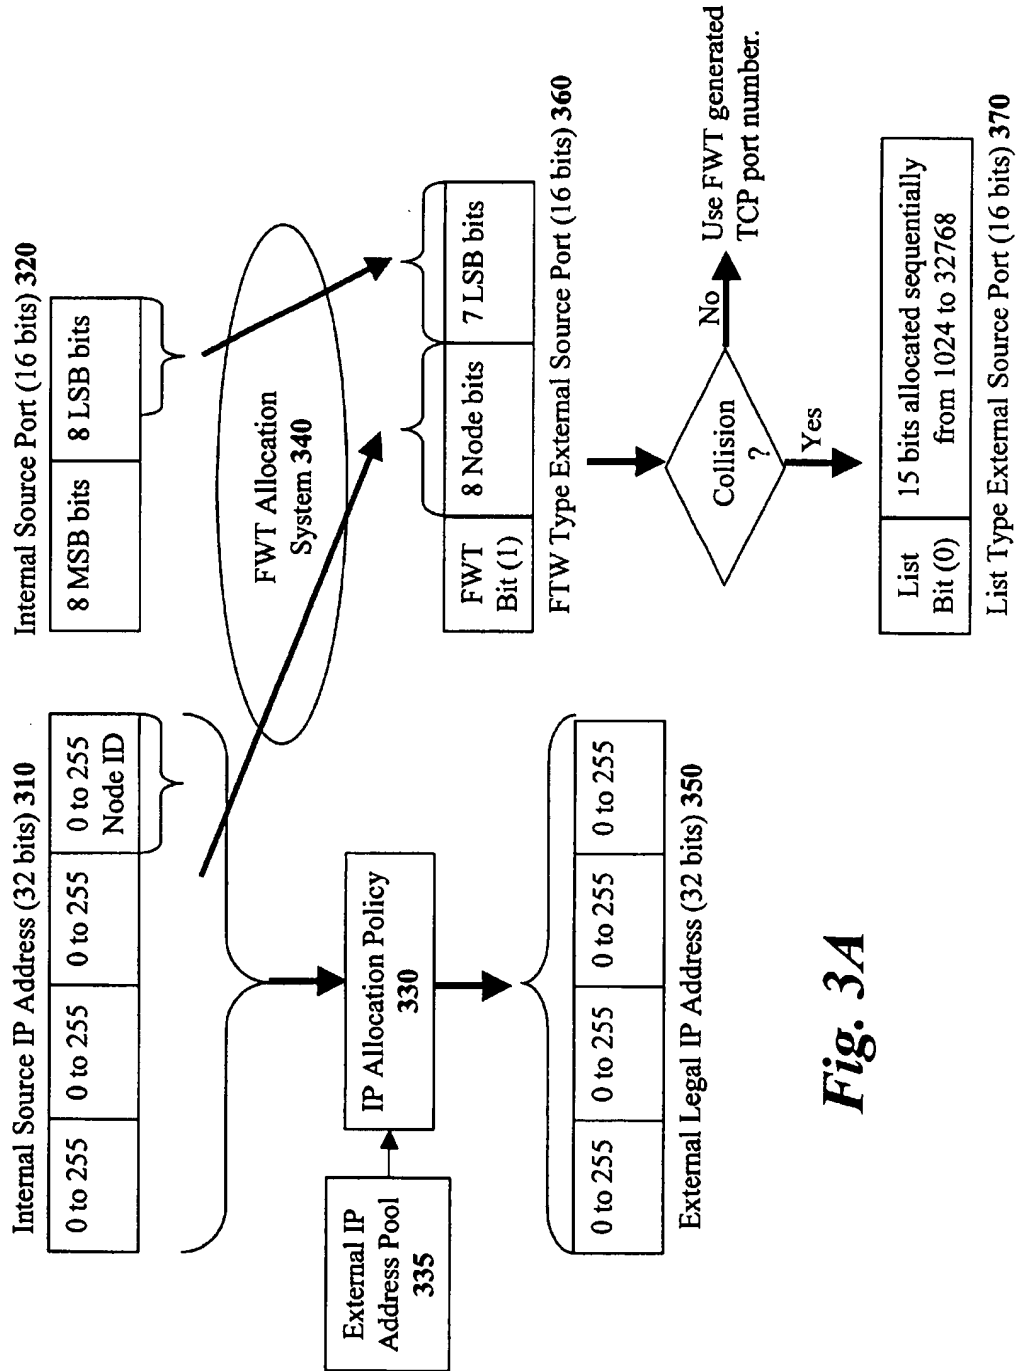 Internal Source IP Address (32 bits) 310
0 to 255
0 to 255
0 to 255
0 to 255
Node ID
Internal Source Port (16 bits) 320
8 MSB bits
8 LSB bits
FWT Allocation
System 340
External IP
Address Pool
335
IP Allocation Policy
330
FWT
Bit (1)
8 Node bits
7 LSB bits
FTW Type External Source Port (16 bits) 360
0 to 255
0 to 255
0 to 255
0 to 255
External Legal IP Address (32 bits) 350
Collision
?
No
Use FWT generated
TCP port number.
Yes
List
Bit (0)
15 bits allocated sequentially
from 1024 to 32768
List Type External Source Port (16 bits) 370
Fig. 3A